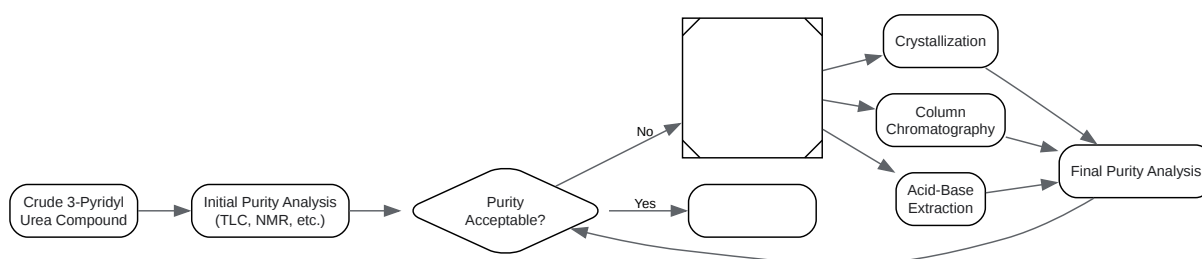 Crude 3-Pyridyl
Urea Compound
Initial Purity Analysis
(TLC, NMR, etc.)
Purity
Acceptable?
No
Yes
Crystallization
Column
Chromatography
Acid-Base
Extraction
Final Purity Analysis